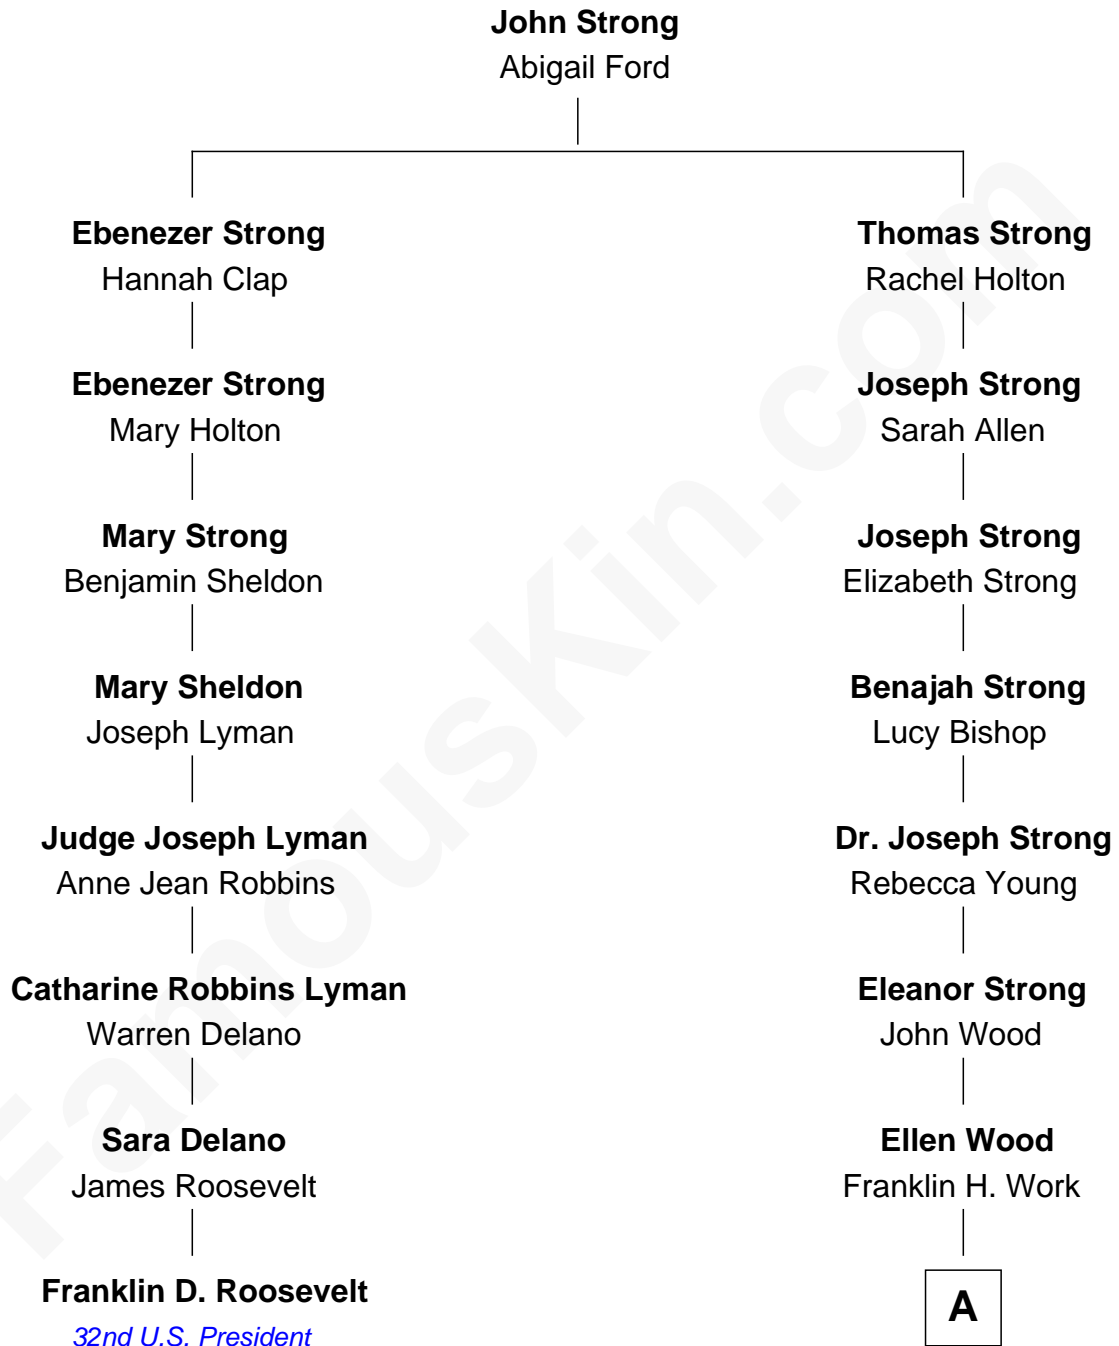 John Strong
Abigail Ford
Ebenezer Strong
Hannah Clap
Thomas Strong
Rachel Holton
Ebenezer Strong
Mary Holton
Joseph Strong
Sarah Allen
Mary Strong
Benjamin Sheldon
Joseph Strong
Elizabeth Strong
Mary Sheldon
Joseph Lyman
Benajah Strong
Lucy Bishop
Judge Joseph Lyman
Anne Jean Robbins
Dr. Joseph Strong
Rebecca Young
Catharine Robbins Lyman
Warren Delano
Eleanor Strong
John Wood
Sara Delano
James Roosevelt
Ellen Wood
Franklin H. Work
Franklin D. Roosevelt
32nd U.S. President
A
FamousKin.com